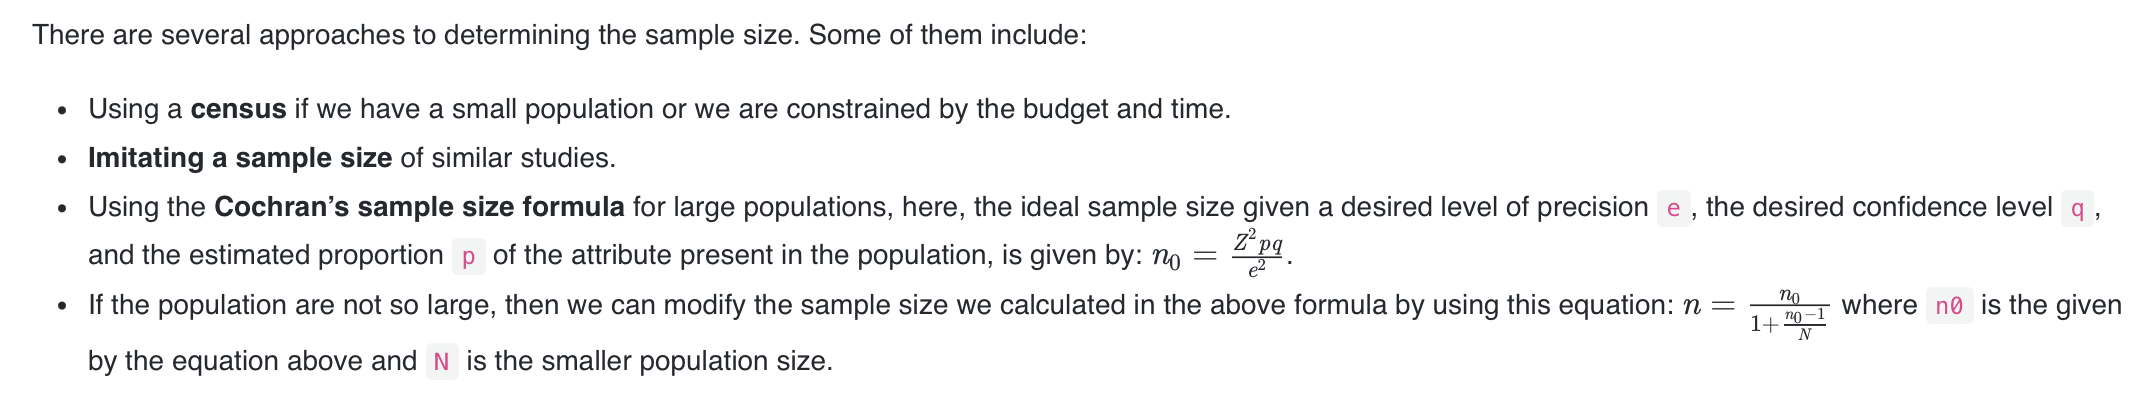 There are several approaches to determining the sample size. Some of them include:
• Using a census if we have a small population or we are constrained by the budget and time.
• Imitating a sample size of similar studies.
• Using the Cochran’s sample size formula for large populations, here, the ideal sample size given a desired level of precision e , the desired confidence level q ,
and the estimated proportion p of the attribute present in the population, is given by: $n_0 = \frac{Z^2pq}{e^2}$.
• If the population are not so large, then we can modify the sample size we calculated in the above formula by using this equation: $n = \frac{n_0}{1+\frac{n_0-1}{N}}$ where n0 is the given
by the equation above and N is the smaller population size.